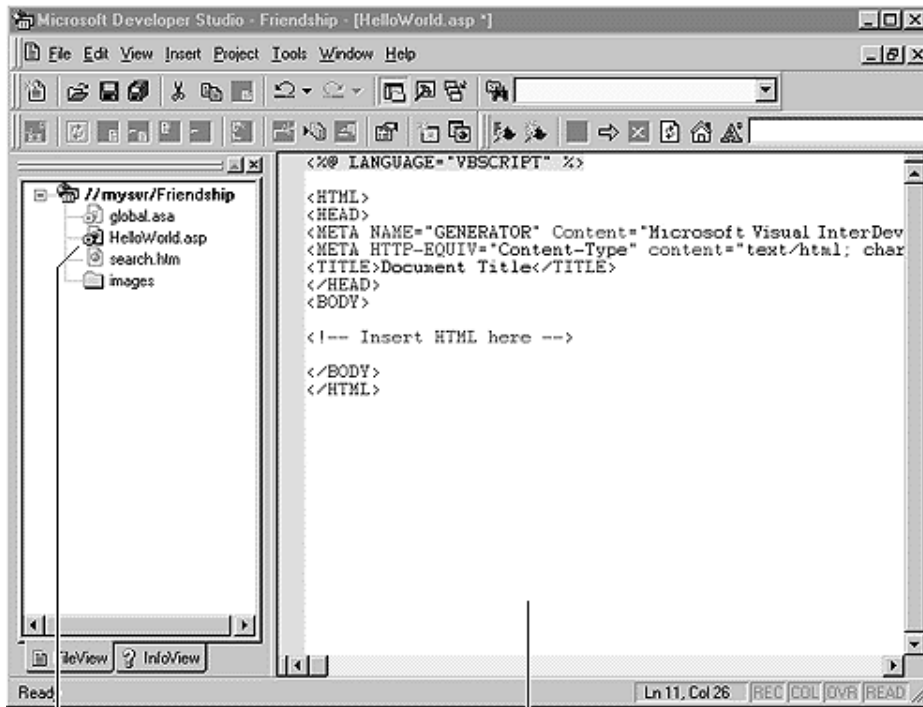 Microsoft Developer Studio - Friendship - [HelloWorld.asp *]
File Edit View Insert Project Tools Window Help
//mysvr/Friendship
global.asa
HelloWorld.asp
search.htm
images
<%@ LANGUAGE="VBSCRIPT" %>
<HTML>
<HEAD>
<META NAME="GENERATOR" Content="Microsoft Visual InterDev
<META HTTP-EQUIV="Content-Type" content="text/html; char
<TITLE>Document Title</TITLE>
</HEAD>
<BODY>
<!-- Insert HTML here -->
</BODY>
</HTML>
FileView InfoView
Ready Ln 11, Col 26 REC COL OVR READ